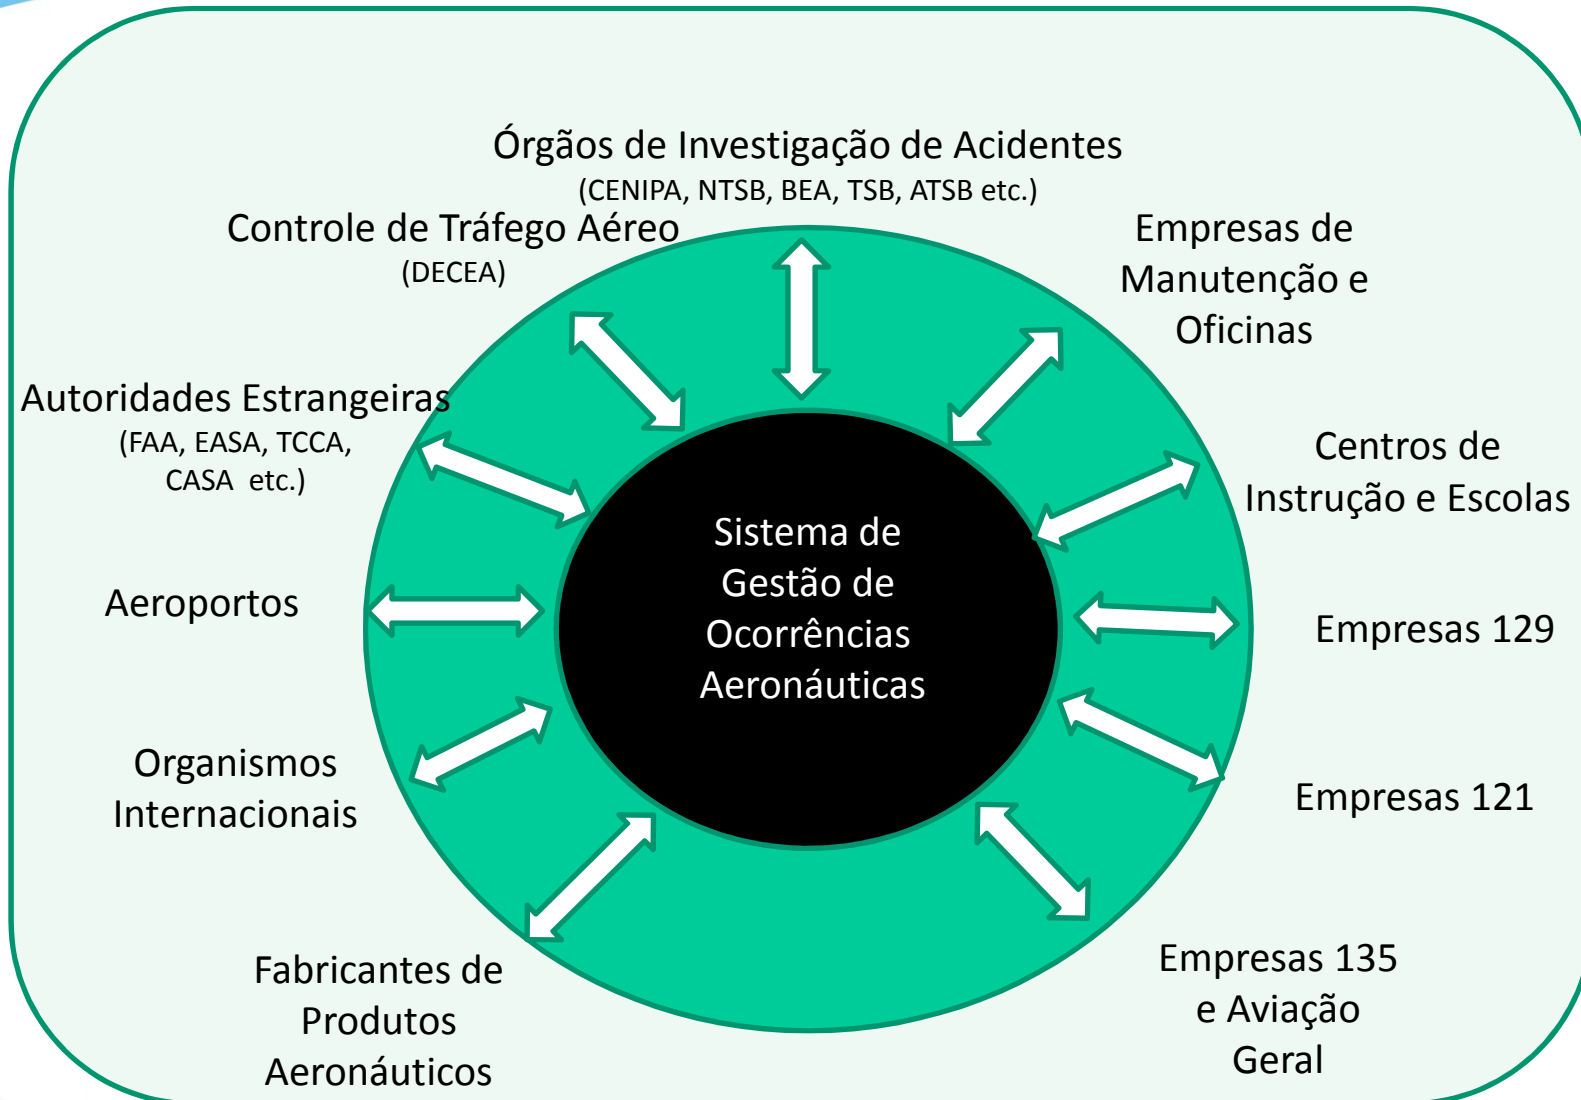 Órgãos de Investigação de Acidentes
(CENIPA, NTSB, BEA, TSB, ATSB etc.)
Controle de Tráfego Aéreo
(DECEA)
Empresas de
Manutenção e
Oficinas
Autoridades Estrangeiras
(FAA, EASA, TCCA,
CASA etc.)
Centros de
Instrução e Escolas
Sistema de
Gestão de
Ocorrências
Aeronáuticas
Aeroportos
Empresas 129
Organismos
Internacionais
Empresas 121
Fabricantes de
Produtos
Aeronáuticos
Empresas 135
e Aviação
Geral